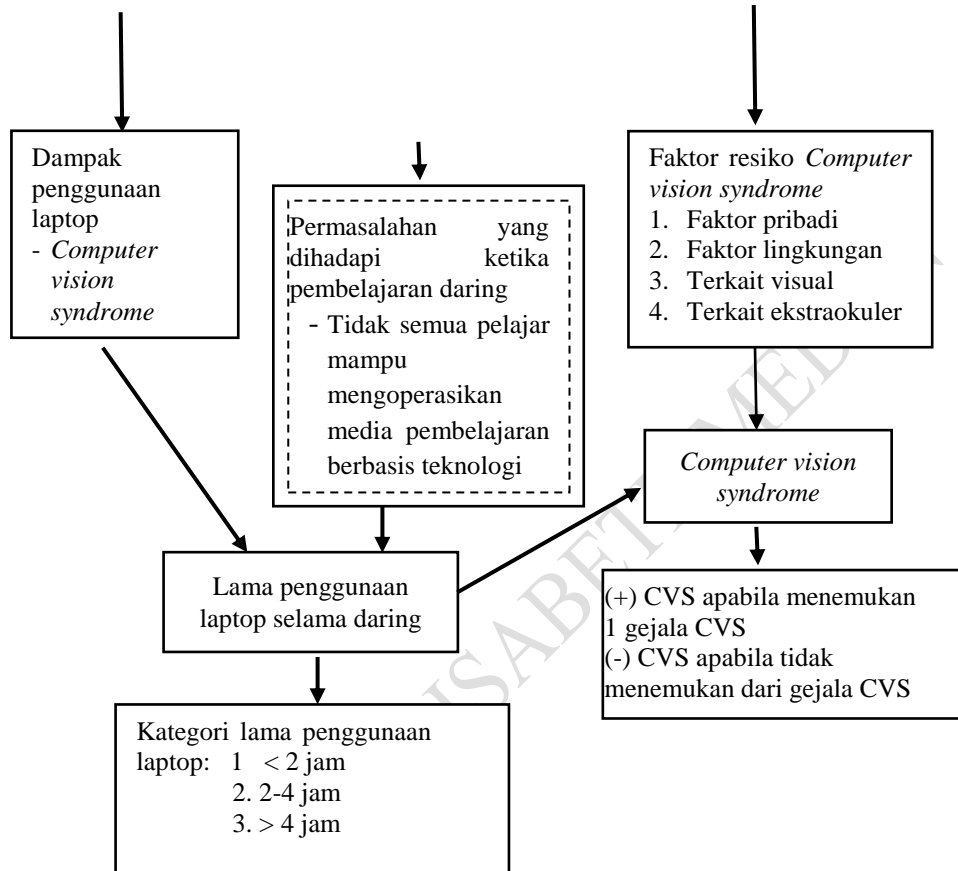 Dampak
penggunaan
laptop
- Computer
vision
syndrome
Permasalahan yang
dihadapi ketika
pembelajaran daring
- Tidak semua pelajar
mampu
mengoperasikan
media pembelajaran
berbasis teknologi
Faktor resiko Computer
vision syndrome
1. Faktor pribadi
2. Faktor lingkungan
3. Terkait visual
4. Terkait ekstraokuler
Computer vision
syndrome
Lama penggunaan
laptop selama daring
(+) CVS apabila menemukan
1 gejala CVS
(-) CVS apabila tidak
menemukan dari gejala CVS
Kategori lama penggunaan
laptop: 1 < 2 jam
2. 2-4 jam
3. > 4 jam